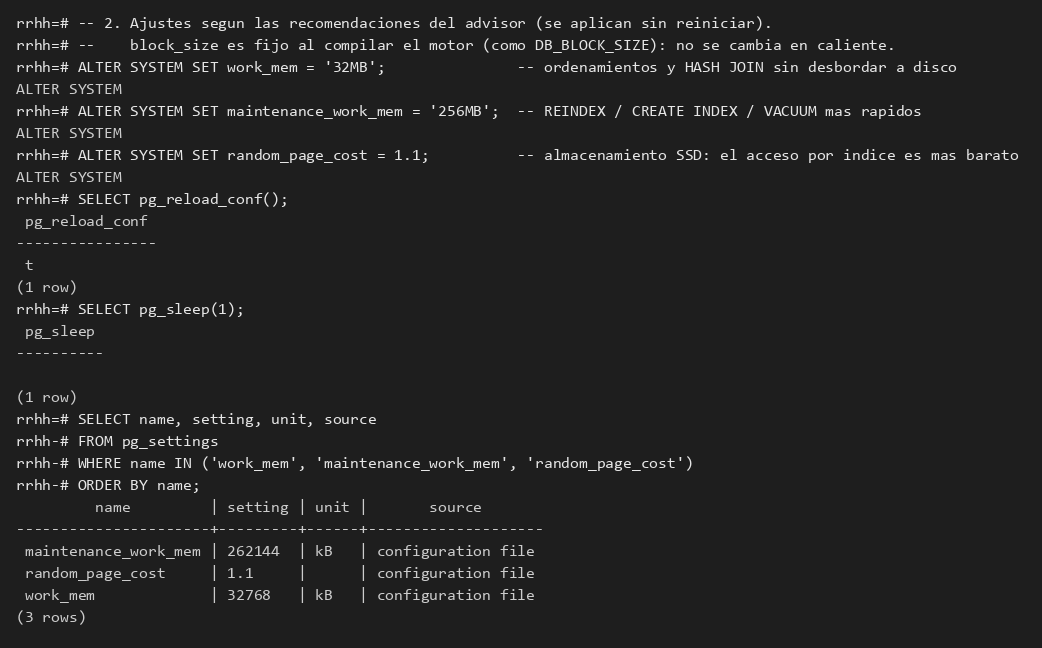 rrhh=# -- 2. Ajustes segun las recomendaciones del advisor (se aplican sin reiniciar).
rrhh=# --    block_size es fijo al compilar el motor (como DB_BLOCK_SIZE): no se cambia en caliente.
rrhh=# ALTER SYSTEM SET work_mem = '32MB';               -- ordenamientos y HASH JOIN sin desbordar a disco
ALTER SYSTEM
rrhh=# ALTER SYSTEM SET maintenance_work_mem = '256MB';  -- REINDEX / CREATE INDEX / VACUUM mas rapidos
ALTER SYSTEM
rrhh=# ALTER SYSTEM SET random_page_cost = 1.1;          -- almacenamiento SSD: el acceso por indice es mas barato
ALTER SYSTEM
rrhh=# SELECT pg_reload_conf();
 pg_reload_conf
----------------
 t
(1 row)
rrhh=# SELECT pg_sleep(1);
 pg_sleep
----------

(1 row)
rrhh=# SELECT name, setting, unit, source
rrhh-# FROM pg_settings
rrhh-# WHERE name IN ('work_mem', 'maintenance_work_mem', 'random_page_cost')
rrhh-# ORDER BY name;
         name         | setting | unit |       source
----------------------+---------+------+--------------------
 maintenance_work_mem | 262144  | kB   | configuration file
 random_page_cost     | 1.1     |      | configuration file
 work_mem             | 32768   | kB   | configuration file
(3 rows)